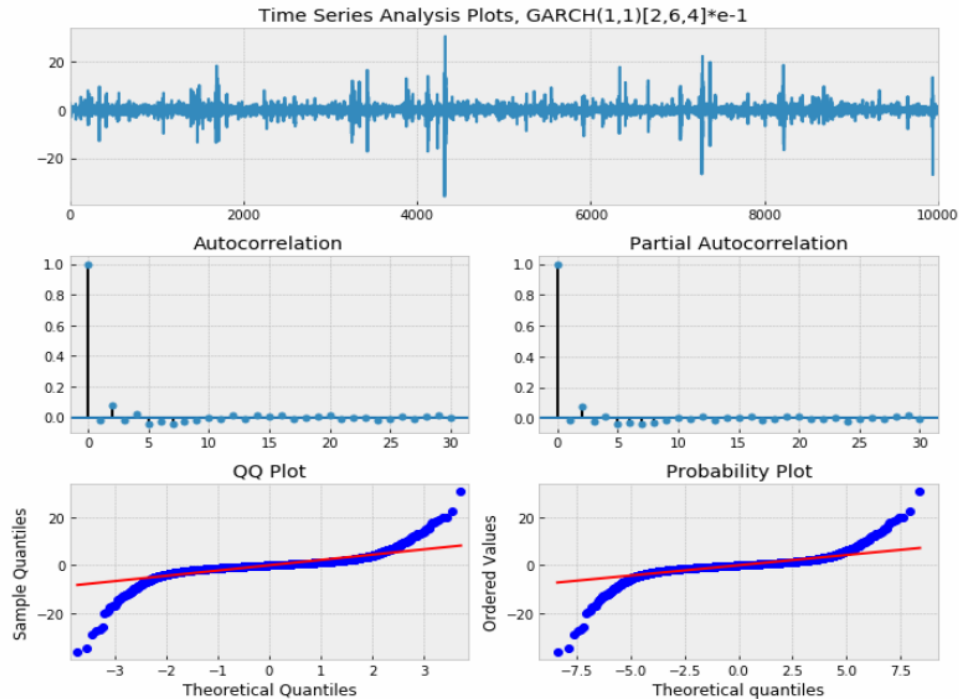 Time Series Analysis Plots, GARCH(1,1)[2,6,4]*e-1
20
0
−20
0 2000 4000 6000 8000 10000
Autocorrelation
1.0
0.8
0.6
0.4
0.2
0.0
0 5 10 15 20 25 30
Partial Autocorrelation
1.0
0.8
0.6
0.4
0.2
0.0
0 5 10 15 20 25 30
QQ Plot
Sample Quantiles
20
0
−20
−3 −2 −1 0 1 2 3
Theoretical Quantiles
Probability Plot
Ordered Values
20
0
−20
−7.5 −5.0 −2.5 0.0 2.5 5.0 7.5
Theoretical quantiles